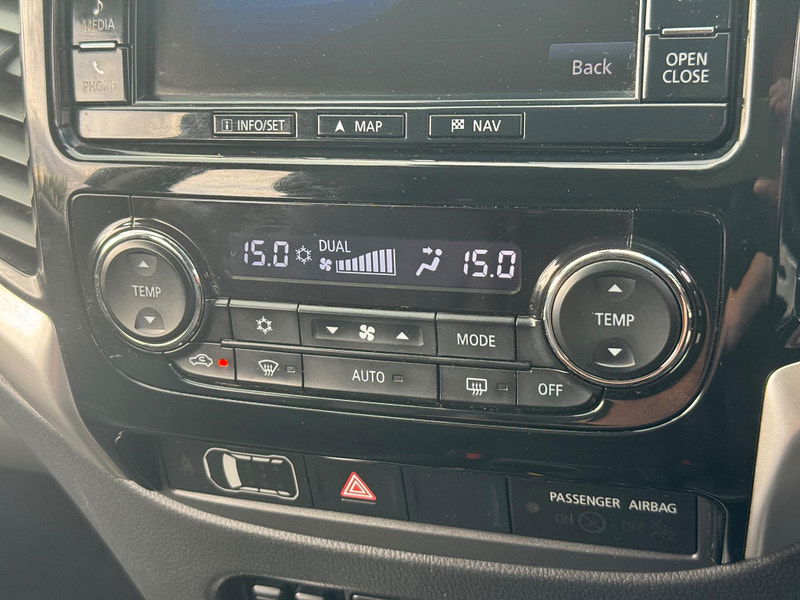 MEDIA
PHONE
Back
OPEN
CLOSE
INFO/SET
MAP
NAV
15.0
DUAL
15.0
TEMP
TEMP
MODE
AUTO
OFF
PASSENGER AIRBAG
ON
OFF